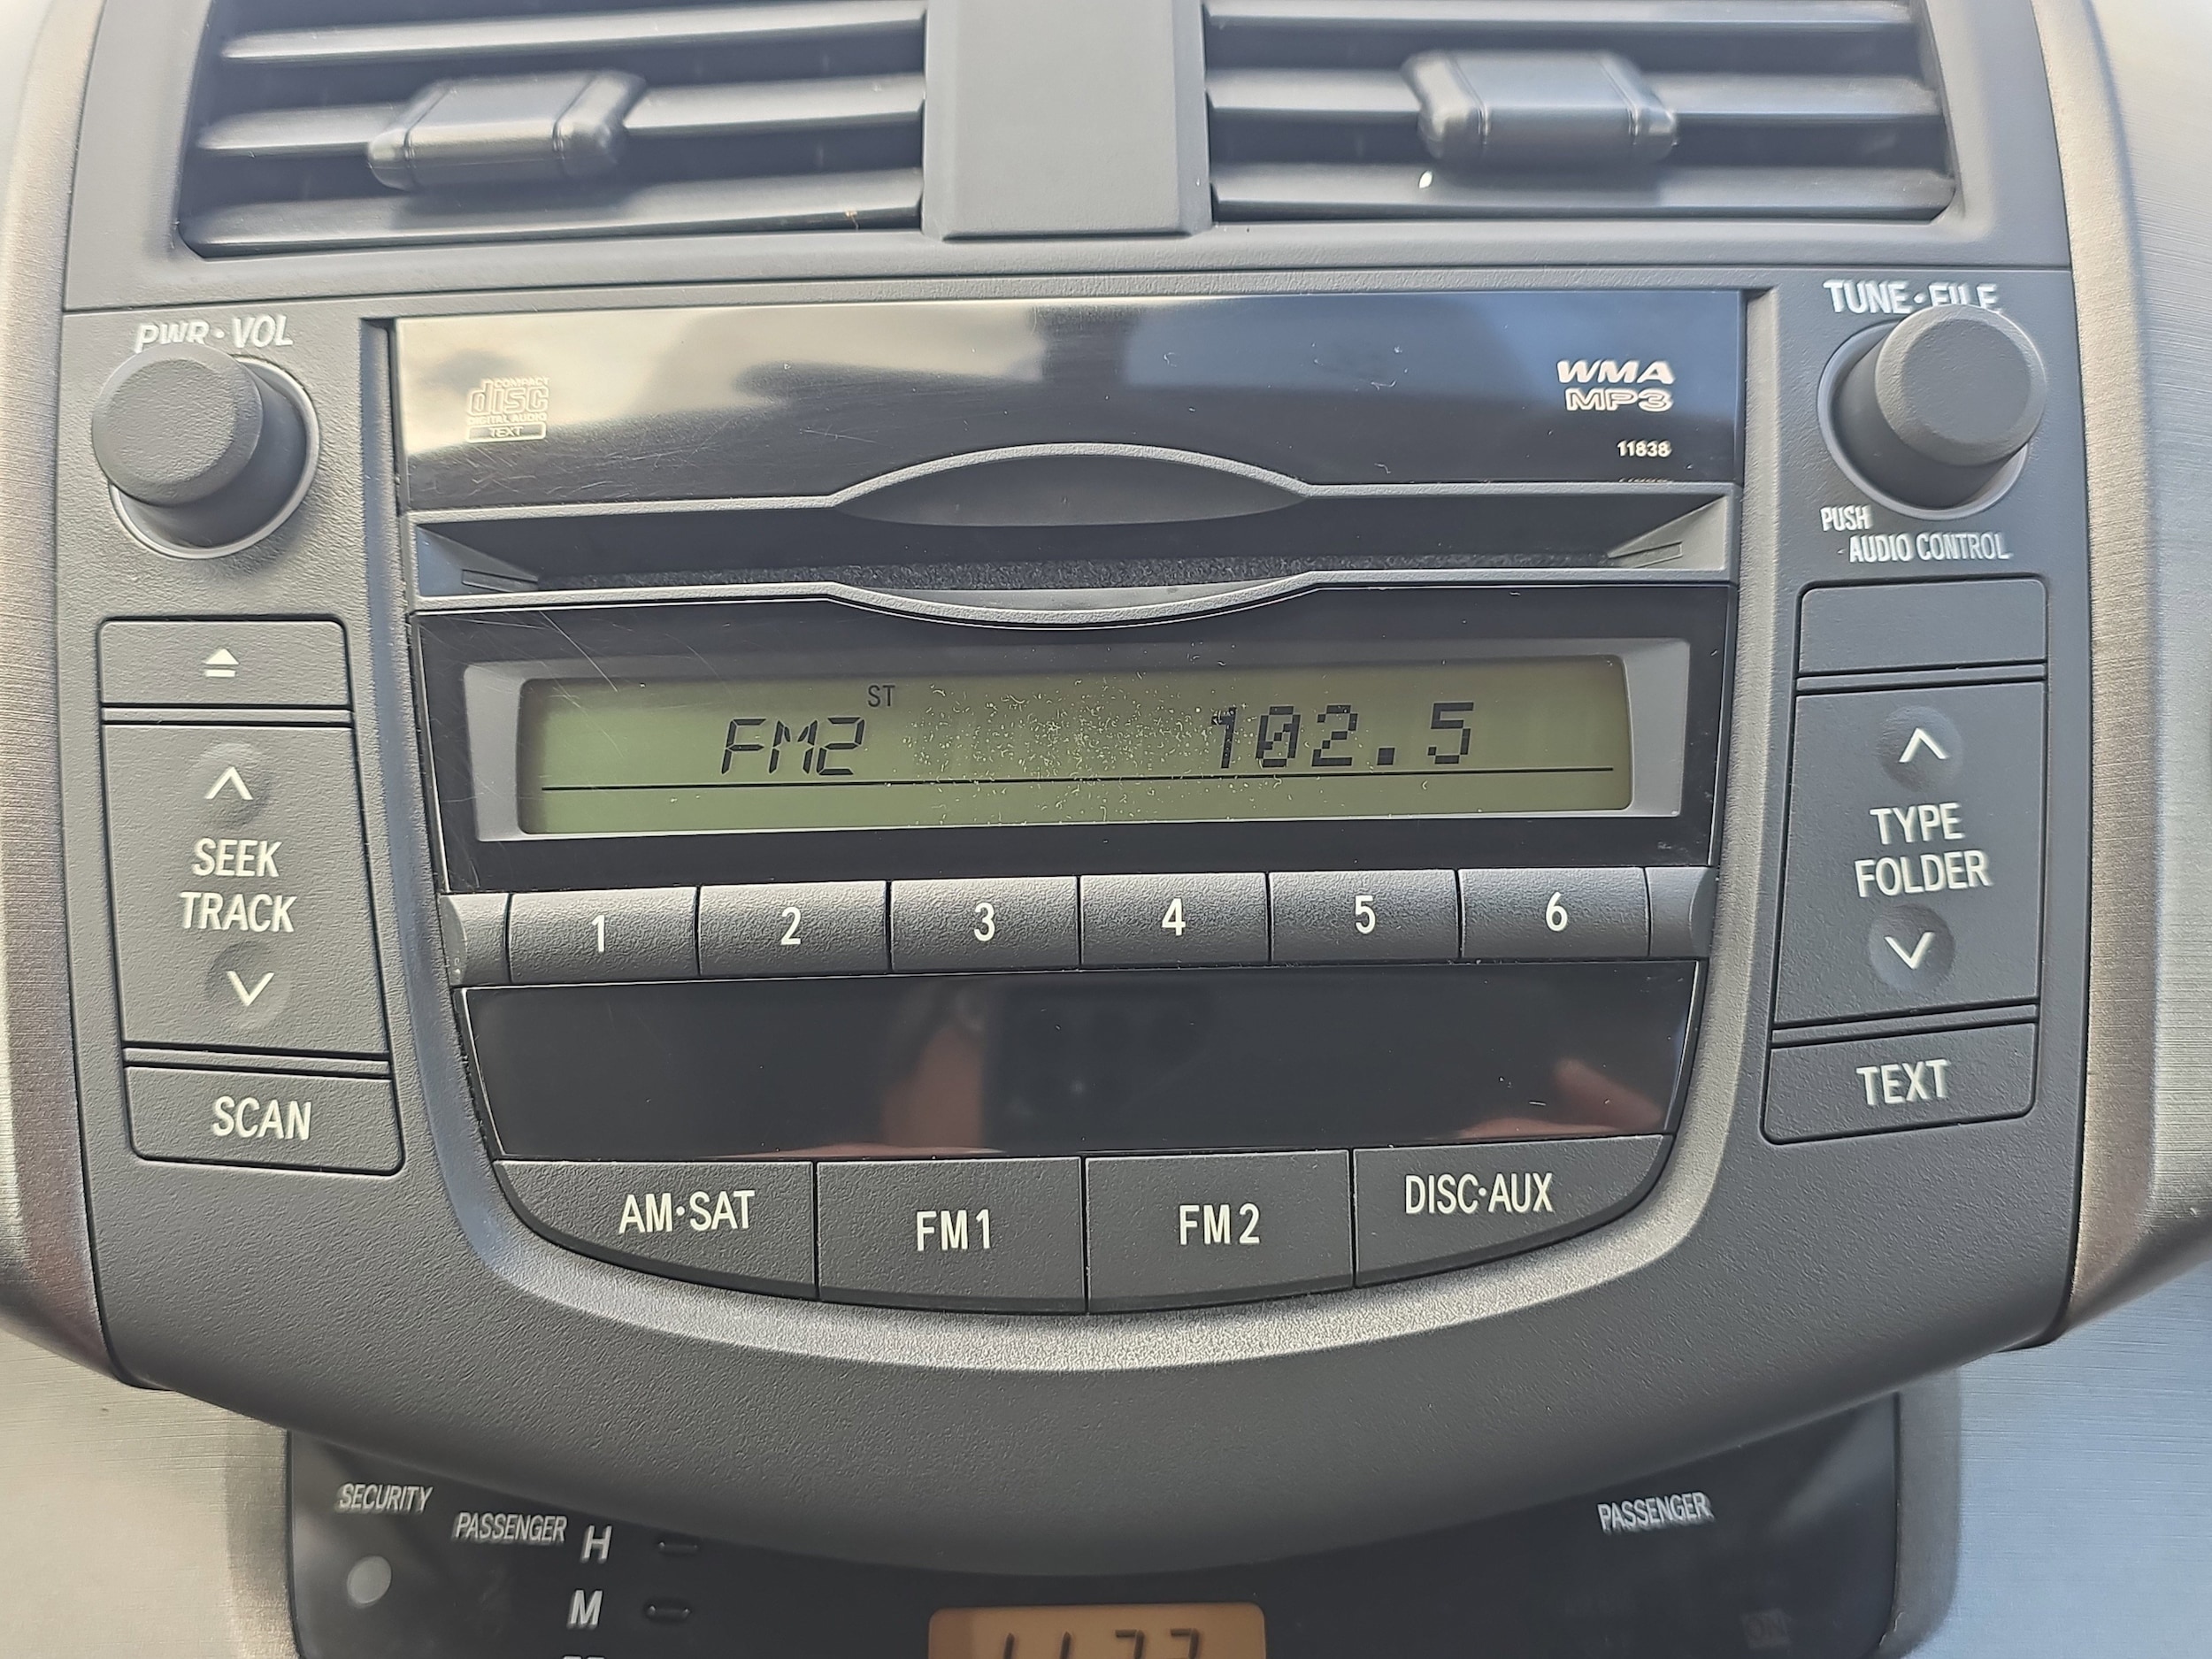 PWR·VOL
TUNE·FILE
COMPACT
disc
DIGITAL AUDIO
TEXT
WMA
MP3
11838
PUSH
AUDIO CONTROL
ST
FM2 102.5
SEEK
TRACK
TYPE
FOLDER
1 2 3 4 5 6
SCAN
TEXT
AM·SAT FM1 FM2 DISC·AUX
SECURITY
PASSENGER
PASSENGER
H
M